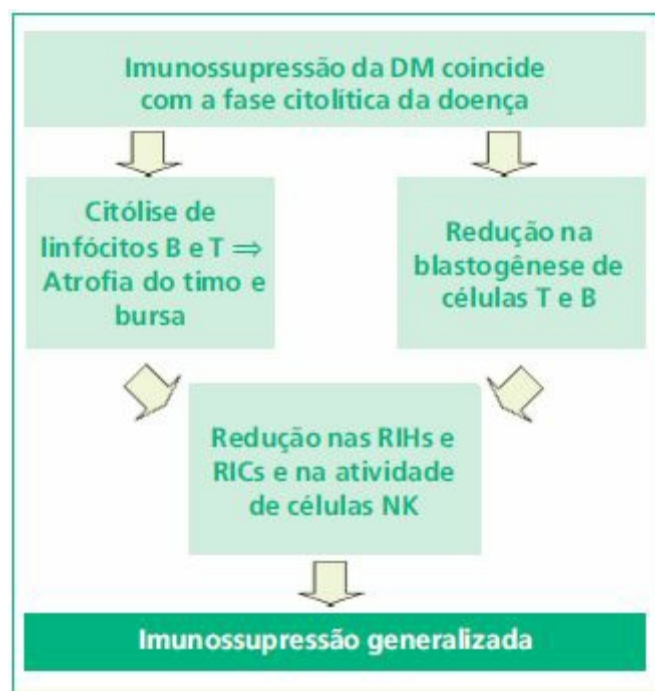 Imunossupressão da DM coincide
com a fase citolítica da doença
Citólise de
linfócitos B e T ⇒
Atrofia do timo e
bursa
Redução na
blastogênese de
células T e B
Redução nas RIHs e
RICs e na atividade
de células NK
Imunossupressão generalizada